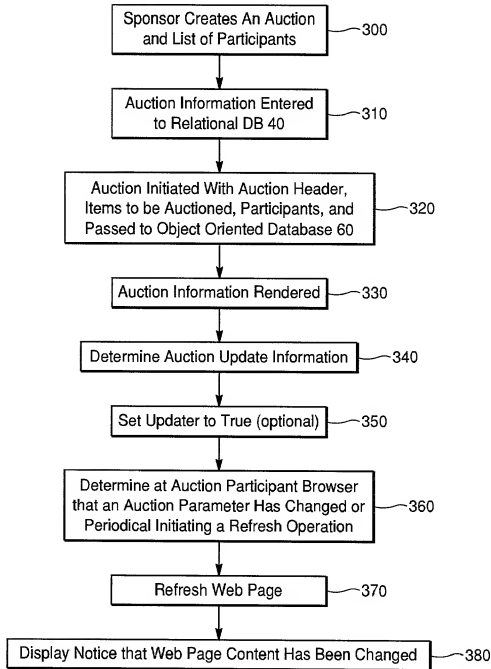 Sponsor Creates An Auction
and List of Participants
300
Auction Information Entered
to Relational DB 40
310
Auction Initiated With Auction Header,
Items to be Auctioned, Participants, and
Passed to Object Oriented Database 60
320
Auction Information Rendered
330
Determine Auction Update Information
340
Set Updater to True (optional)
350
Determine at Auction Participant Browser
that an Auction Parameter Has Changed or
Periodical Initiating a Refresh Operation
360
Refresh Web Page
370
Display Notice that Web Page Content Has Been Changed
380